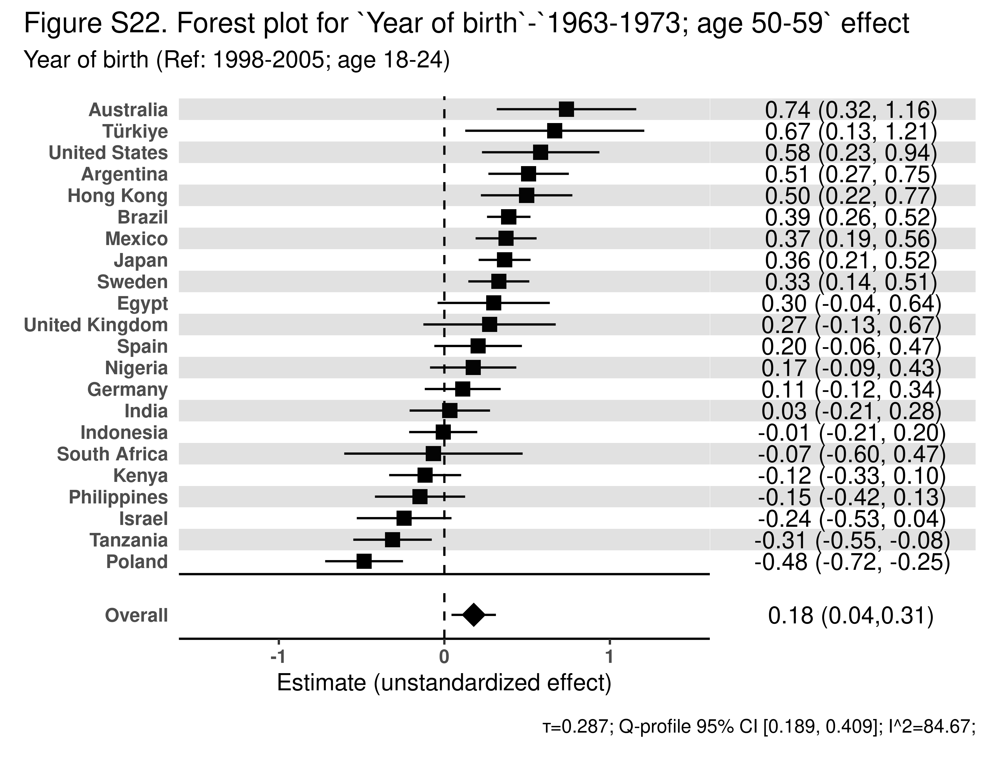 Figure S22. Forest plot for `Year of birth`-`1963-1973; age 50-59` effect
Year of birth (Ref: 1998-2005; age 18-24)
Australia 0.74 (0.32, 1.16)
Türkiye 0.67 (0.13, 1.21)
United States 0.58 (0.23, 0.94)
Argentina 0.51 (0.27, 0.75)
Hong Kong 0.50 (0.22, 0.77)
Brazil 0.39 (0.26, 0.52)
Mexico 0.37 (0.19, 0.56)
Japan 0.36 (0.21, 0.52)
Sweden 0.33 (0.14, 0.51)
Egypt 0.30 (-0.04, 0.64)
United Kingdom 0.27 (-0.13, 0.67)
Spain 0.20 (-0.06, 0.47)
Nigeria 0.17 (-0.09, 0.43)
Germany 0.11 (-0.12, 0.34)
India 0.03 (-0.21, 0.28)
Indonesia -0.01 (-0.21, 0.20)
South Africa -0.07 (-0.60, 0.47)
Kenya -0.12 (-0.33, 0.10)
Philippines -0.15 (-0.42, 0.13)
Israel -0.24 (-0.53, 0.04)
Tanzania -0.31 (-0.55, -0.08)
Poland -0.48 (-0.72, -0.25)
Overall 0.18 (0.04,0.31)
-1 0 1
Estimate (unstandardized effect)
τ=0.287; Q-profile 95% CI [0.189, 0.409]; I^2=84.67;